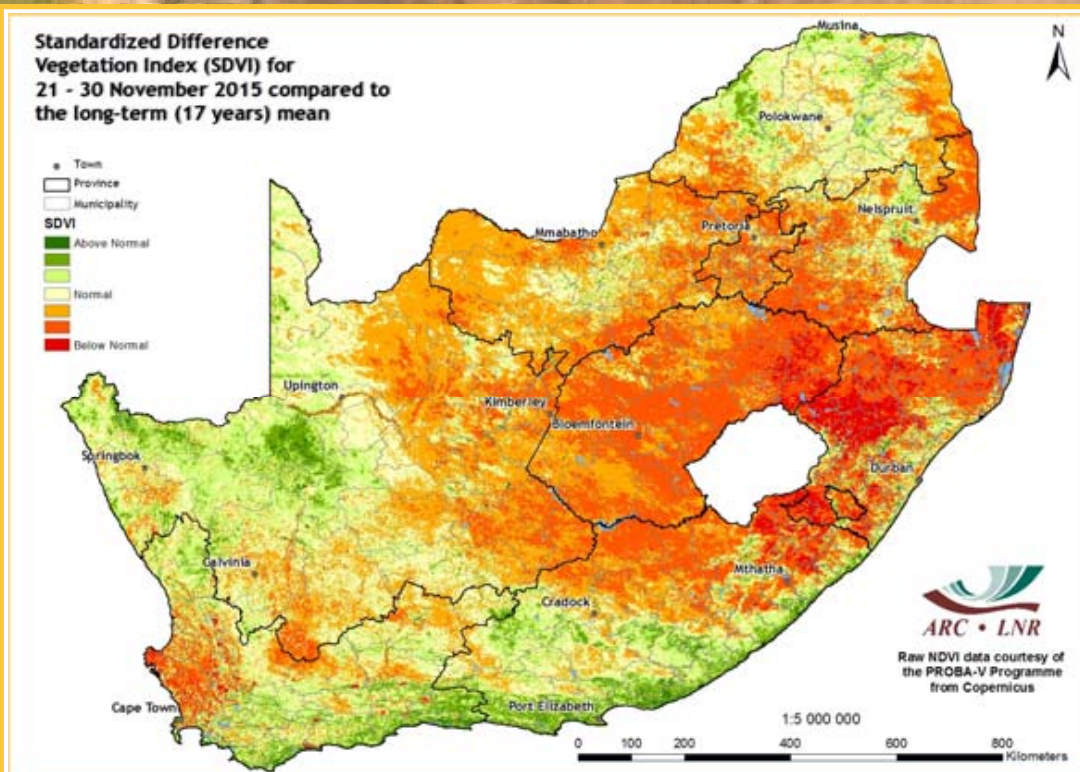 Standardized Difference
Vegetation Index (SDVI) for
21 - 30 November 2015 compared to
the long-term (17 years) mean
Town
Province
Municipality
SDVI
Above Normal
Normal
Below Normal
N
Musina
Polokwane
Nelspruit
Pretoria
Mmabatho
Upington
Kimberley
Bloemfontein
Springbok
Durban
Calvinia
Mthatha
Cradock
Cape Town
Port Elizabeth
ARC • LNR
Raw NDVI data courtesy of
the PROBA-V Programme
from Copernicus
1:5 000 000
0 100 200 400 600 800
Kilometers